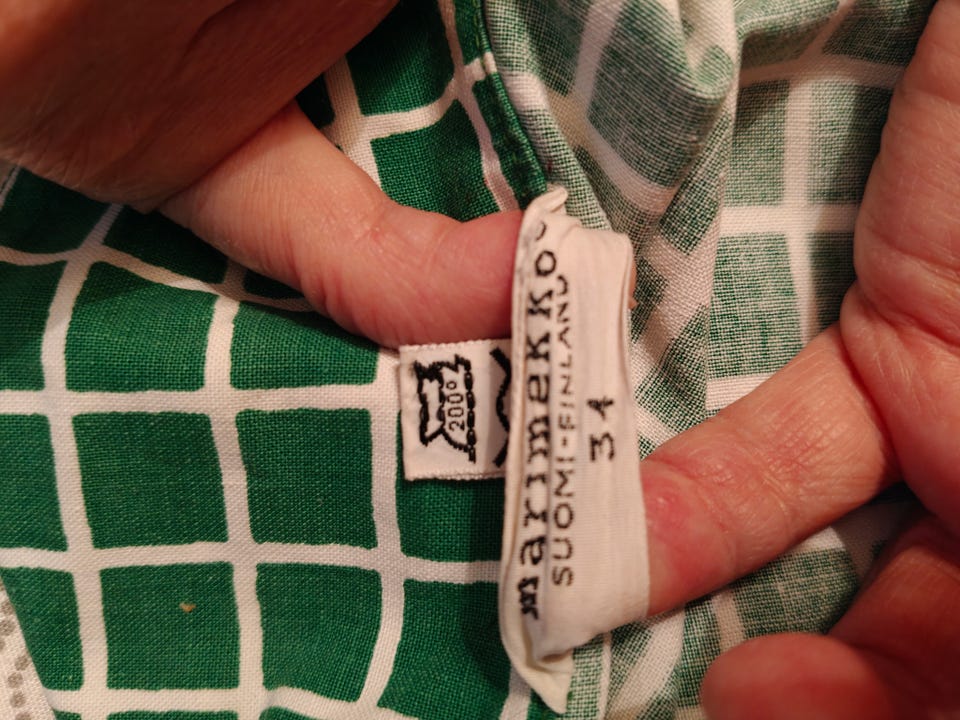 marimekko
SUOMI-FINLAND
34
200°